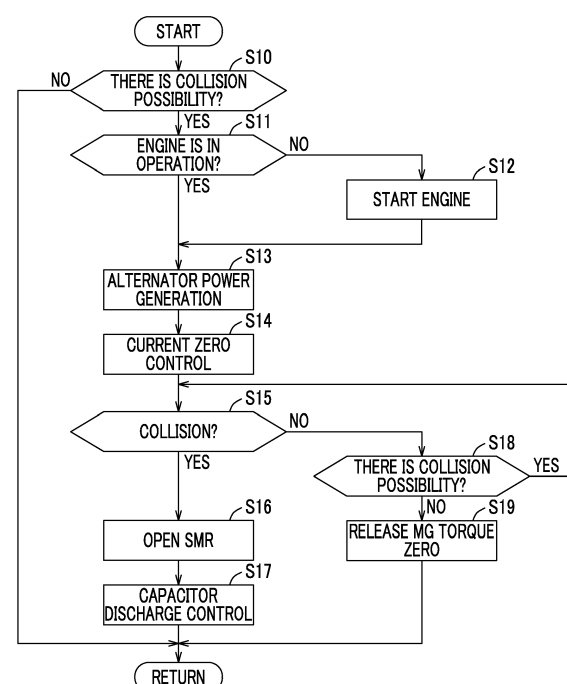 START
S10
NO
THERE IS COLLISION
POSSIBILITY?
YES
S11
ENGINE IS IN
OPERATION?
NO
YES
S12
START ENGINE
S13
ALTERNATOR POWER
GENERATION
S14
CURRENT ZERO
CONTROL
S15
COLLISION?
NO
YES
S18
THERE IS COLLISION
POSSIBILITY?
YES
NO
S19
RELEASE MG TORQUE
ZERO
S16
OPEN SMR
S17
CAPACITOR
DISCHARGE CONTROL
RETURN